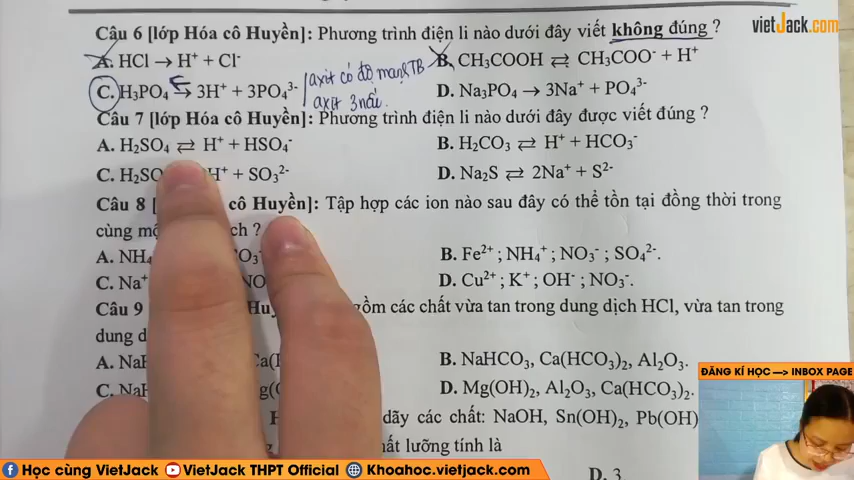 Câu 6 [lớp Hóa cô Huyền]: Phương trình điện li nào dưới đây viết không đúng ?
A. HCl → H⁺ + Cl⁻
B. CH₃COOH ⇄ CH₃COO⁻ + H⁺
C. H₃PO₄ → 3H⁺ + 3PO₄³⁻
axit có độ mạnh TB
axit 3 nấc.
D. Na₃PO₄ → 3Na⁺ + PO₄³⁻
Câu 7 [lớp Hóa cô Huyền]: Phương trình điện li nào dưới đây được viết đúng ?
A. H₂SO₄ ⇄ H⁺ + HSO₄⁻
B. H₂CO₃ ⇄ H⁺ + HCO₃⁻
C. H₂SO H⁺ + SO₃²⁻
D. Na₂S ⇄ 2Na⁺ + S²⁻
Câu 8 [ cô Huyền]: Tập hợp các ion nào sau đây có thể tồn tại đồng thời trong
cùng ch ?
A. NH₄
B. Fe²⁺ ; NH₄⁺ ; NO₃⁻ ; SO₄²⁻.
C. Na⁺ NO
D. Cu²⁺ ; K⁺ ; OH⁻ ; NO₃⁻.
Câu 9 gồm các chất vừa tan trong dung dịch HCl, vừa tan trong
dung
B. NaHCO₃, Ca(HCO₃)₂, Al₂O₃.
D. Mg(OH)₂, Al₂O₃, Ca(HCO₃)₂.
dãy các chất: NaOH, Sn(OH)₂, Pb(OH)
lưỡng tính là
D. 3
vietJack.com
ĐĂNG KÍ HỌC —> INBOX PAGE
Học cùng VietJack VietJack THPT Official Khoahoc.vietjack.com